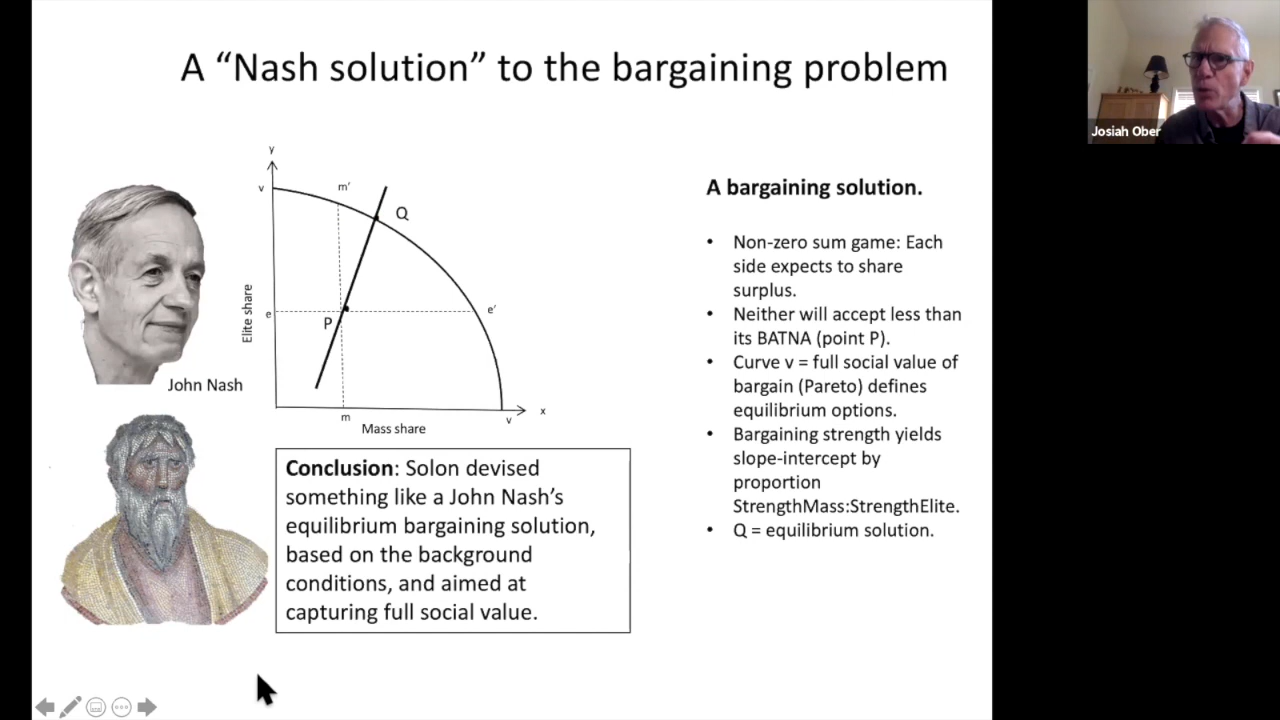 A “Nash solution” to the bargaining problem
Josiah Ober
y
v
m'
Q
Elite share
e
P
e'
m
v
x
Mass share
John Nash
A bargaining solution.
• Non-zero sum game: Each
side expects to share
surplus.
• Neither will accept less than
its BATNA (point P).
• Curve v = full social value of
bargain (Pareto) defines
equilibrium options.
• Bargaining strength yields
slope-intercept by
proportion
StrengthMass:StrengthElite.
• Q = equilibrium solution.
Conclusion: Solon devised
something like a John Nash’s
equilibrium bargaining solution,
based on the background
conditions, and aimed at
capturing full social value.